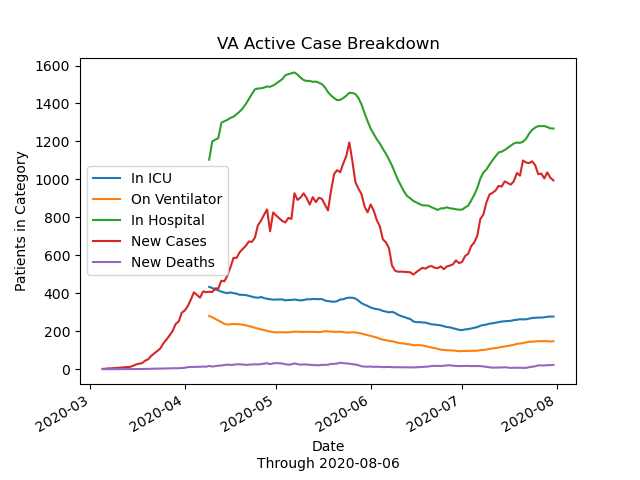 VA Active Case Breakdown
Patients in Category
1600
1400
1200
1000
800
600
400
200
0
In ICU
On Ventilator
In Hospital
New Cases
New Deaths
2020-03
2020-04
2020-05
2020-06
2020-07
2020-08
Date
Through 2020-08-06